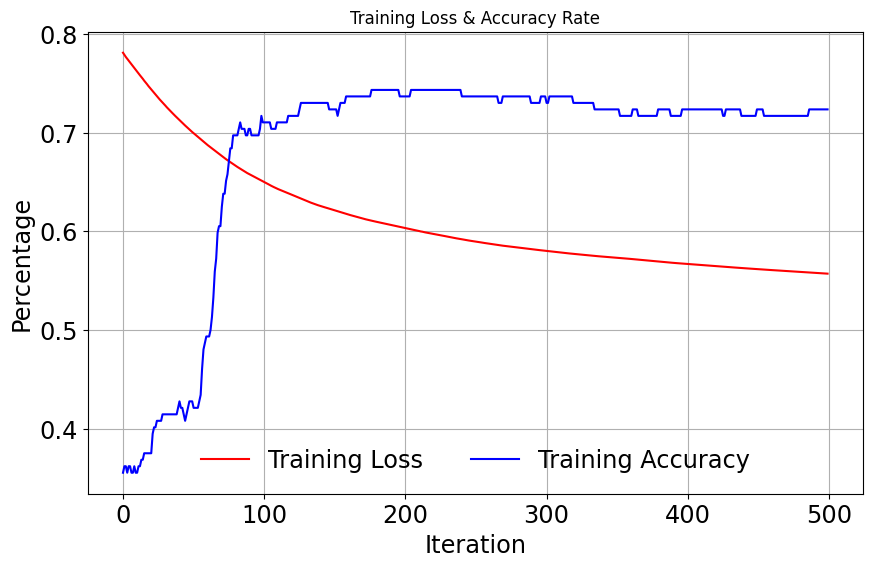 Training Loss & Accuracy Rate
0.8
0.7
0.6
0.5
0.4
Percentage
Training Loss Training Accuracy
0 100 200 300 400 500
Iteration